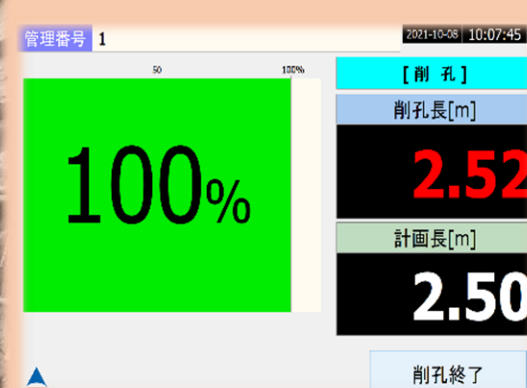 管理番号 1
2021-10-08 10:07:45
50 100%
100%
[削 孔]
削孔長[m]
2.52
計画長[m]
2.50
削孔終了